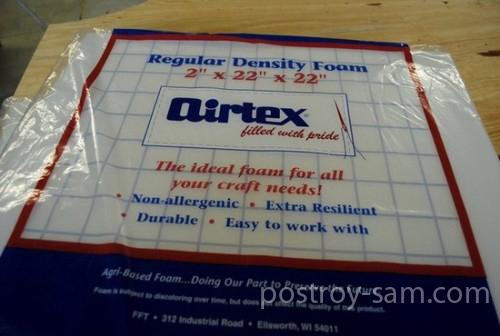 Regular Density Foam
2" x 22" x 22"
airtex®
filled with pride
The ideal foam for all
your craft needs!
• Non-allergenic • Extra Resilient
• Durable • Easy to work with
Agri-Based Foam...Doing Our Part to Preserve the Future
Foam is subject to discoloring over time, but does not affect the quality of this product.
postroy-sam.com
FFT • 312 Industrial Road • Ellsworth, WI 54011